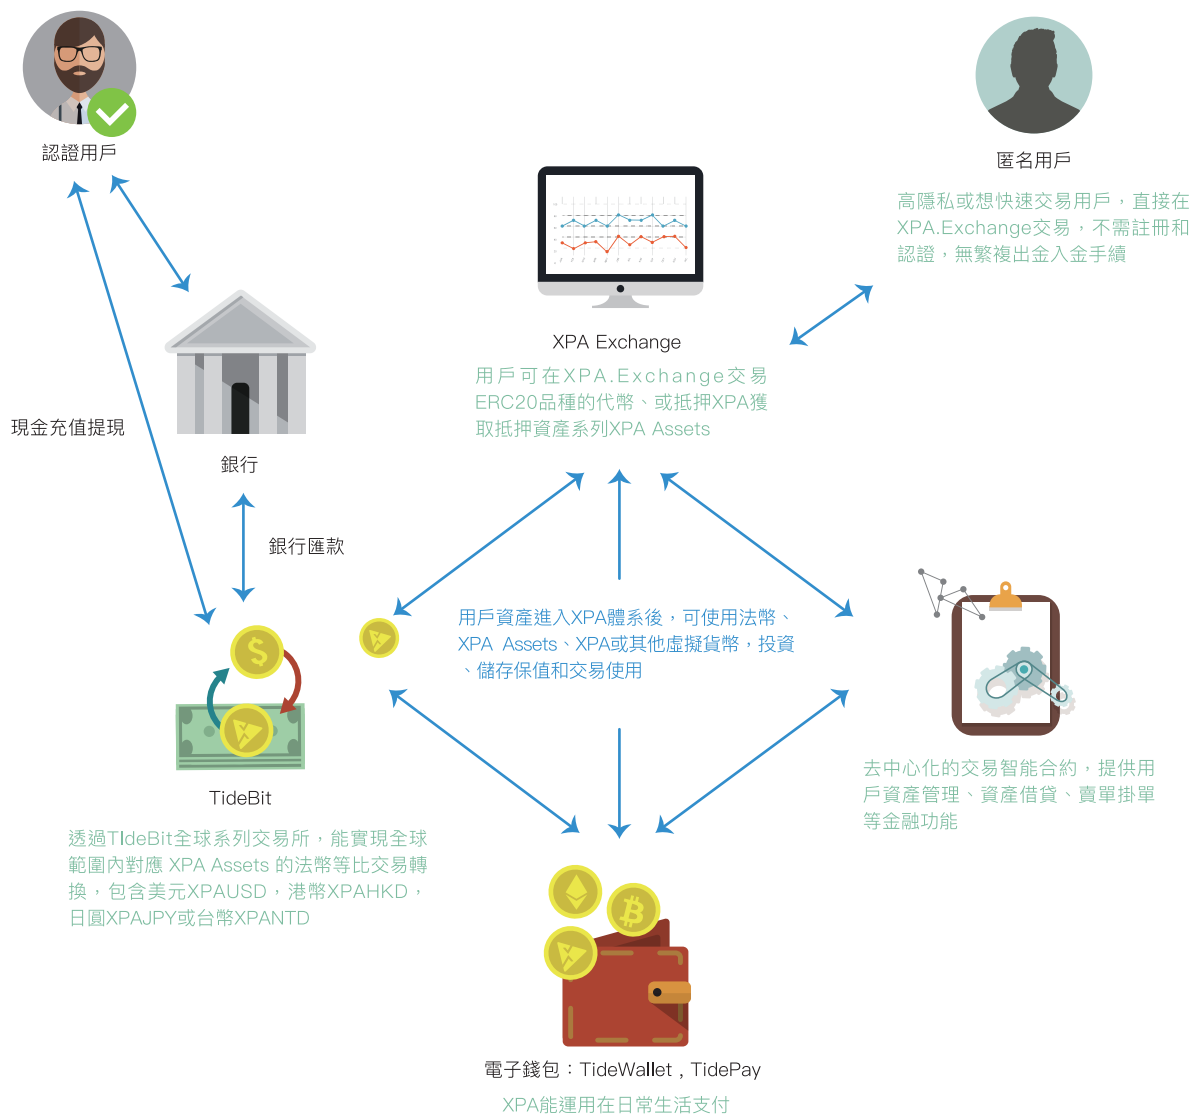 認證用戶
匿名用戶
高隱私或想快速交易用戶，直接在
XPA.Exchange交易，不需註冊和
認證，無繁複出金入金手續
XPA Exchange
用戶可在XPA.Exchange交易
ERC20品種的代幣、或抵押XPA獲
取抵押資產系列XPA Assets
現金充值提現
銀行
銀行匯款
用戶資產進入XPA體系後，可使用法幣、
XPA Assets、XPA或其他虛擬貨幣，投資
、儲存保值和交易使用
TideBit
透過TIdeBit全球系列交易所，能實現全球
範圍內對應 XPA Assets 的法幣等比交易轉
換，包含美元XPAUSD，港幣XPAHKD，
日圓XPAJPY或台幣XPANTD
去中心化的交易智能合約，提供用
戶資產管理、資產借貸、賣單掛單
等金融功能
電子錢包：TideWallet , TidePay
XPA能運用在日常生活支付